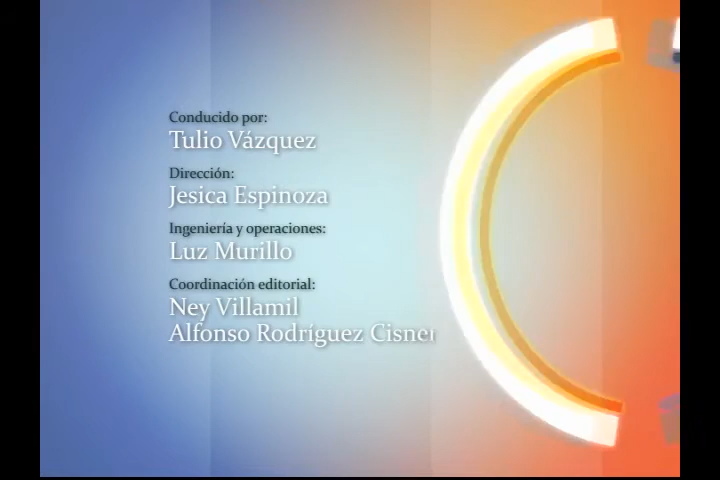 Conducido por:
Tulio Vázquez
Dirección:
Jesica Espinoza
Ingeniería y operaciones:
Luz Murillo
Coordinación editorial:
Ney Villamil
Alfonso Rodríguez